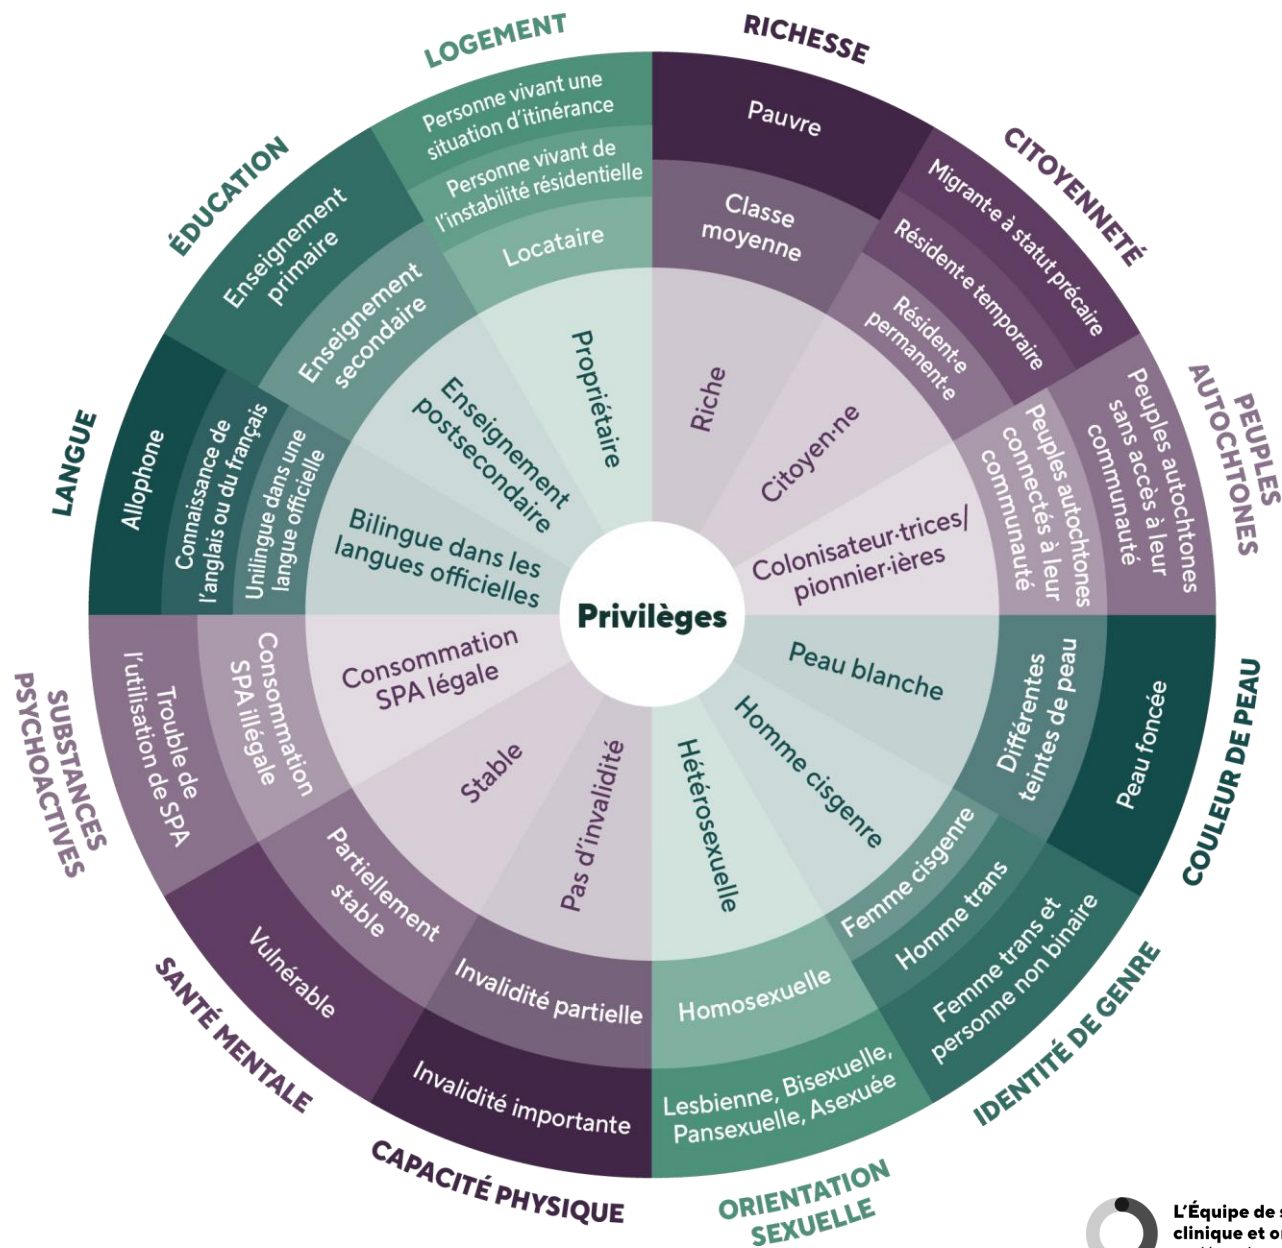 RICHESSE
Pauvre
Classe
moyenne
Riche
CITOYENNETÉ
Migrant·e à statut précaire
Résident·e temporaire
Résident·e
permanent·e
Citoyen·ne
PEUPLES
AUTOCHTONES
Peuples autochtones
sans accès à leur
communauté
Peuples autochtones
connectés à leur
communauté
Colonisateur·trices/
pionnier·ières
COULEUR DE PEAU
Peau foncée
Différentes
teintes de peau
Peau blanche
IDENTITÉ DE GENRE
Femme trans et
personne non binaire
Homme trans
Femme cisgenre
Homme cisgenre
ORIENTATION
SEXUELLE
Lesbienne, Bisexuelle,
Pansexuelle, Asexuée
Homosexuelle
Hétérosexuelle
CAPACITÉ PHYSIQUE
Invalidité importante
Invalidité partielle
Pas d'invalidité
SANTÉ MENTALE
Vulnérable
Partiellement
stable
Stable
SUBSTANCES
PSYCHOACTIVES
Trouble de
l'utilisation de SPA
Consommation
SPA illégale
Consommation
SPA légale
LANGUE
Allophone
Connaissance de
l'anglais ou du français
Unilingue dans une
langue officielle
Bilingue dans les
langues officielles
ÉDUCATION
Enseignement
primaire
Enseignement
secondaire
Enseignement
postsecondaire
LOGEMENT
Personne vivant une
situation d'itinérance
Personne vivant de
l'instabilité résidentielle
Locataire
Propriétaire
Privilèges
L'Équipe de
clinique et